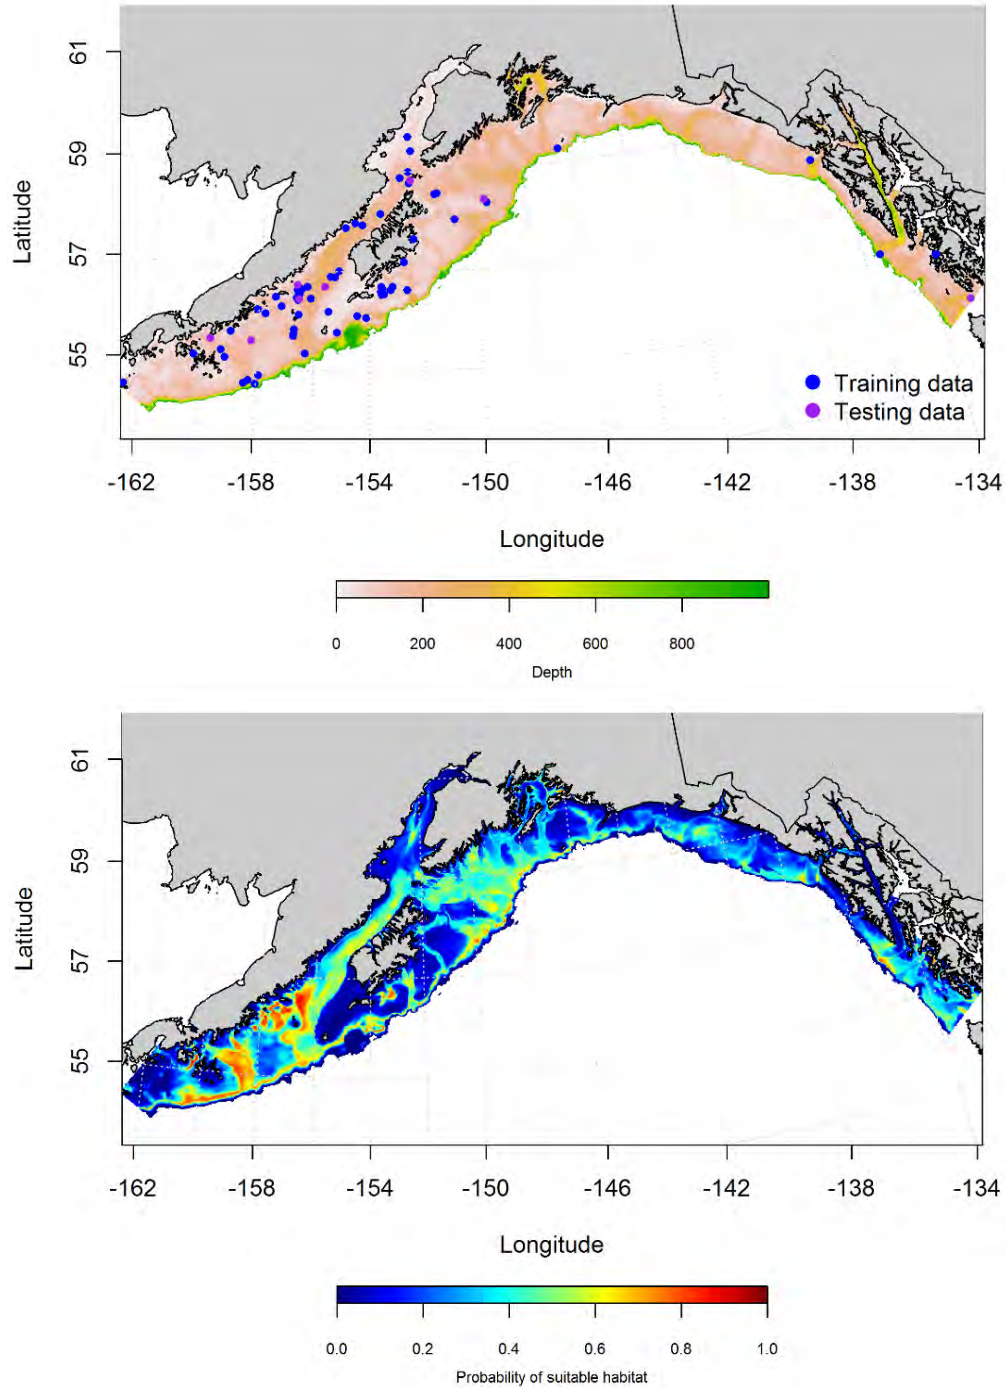 61
59
57
55
Latitude
Training data
Testing data
-162 -158 -154 -150 -146 -142 -138 -134
Longitude
0 200 400 600 800
Depth
61
59
57
55
Latitude
-162 -158 -154 -150 -146 -142 -138 -134
Longitude
0.0 0.2 0.4 0.6 0.8 1.0
Probability of suitable habitat